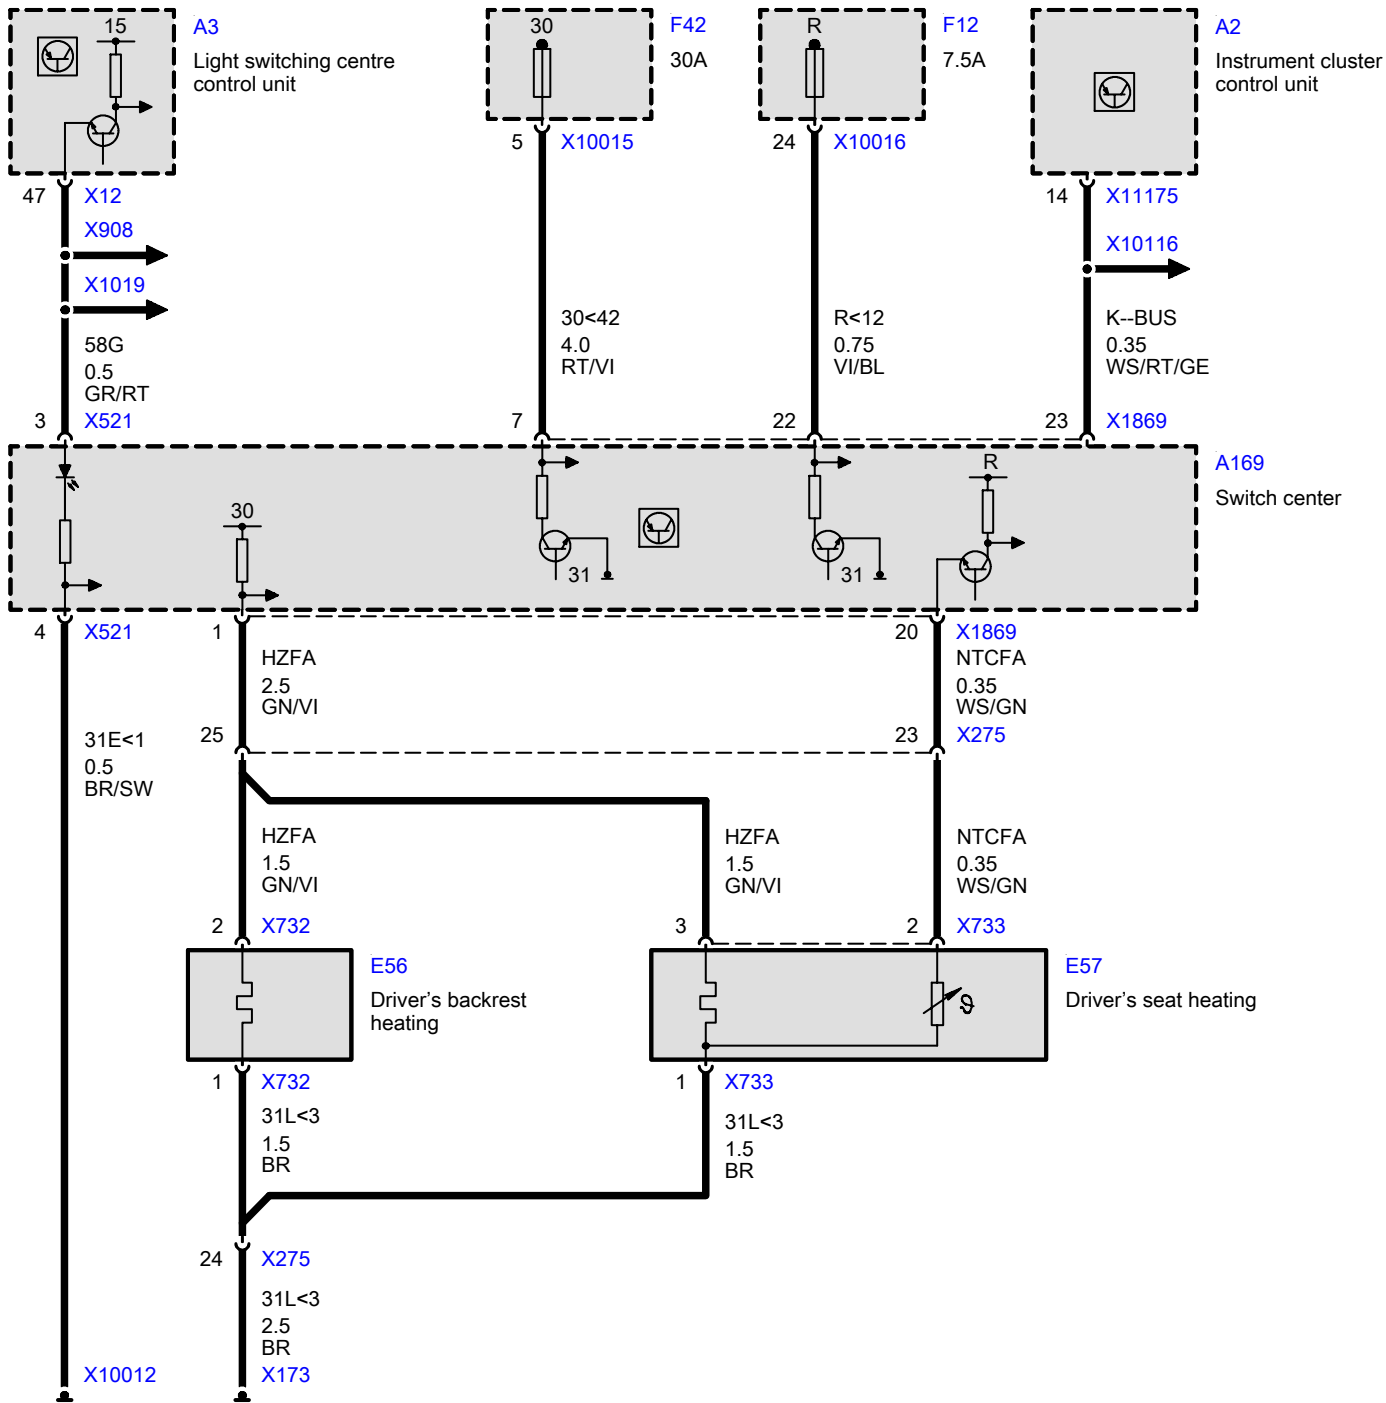 15
A3
Light switching centre
control unit
30
F42
30A
R
F12
7.5A
A2
Instrument cluster
control unit
5
X10015
24
X10016
47
X12
14
X11175
X908
X10116
X1019
58G
0.5
GR/RT
30<42
4.0
RT/VI
R<12
0.75
VI/BL
K--BUS
0.35
WS/RT/GE
3
X521
7
22
23
X1869
A169
Switch center
30
31
31
R
4
X521
1
20
X1869
HZFA
2.5
GN/VI
NTCFA
0.35
WS/GN
25
23
X275
31E<1
0.5
BR/SW
HZFA
1.5
GN/VI
HZFA
1.5
GN/VI
NTCFA
0.35
WS/GN
2
X732
3
2
X733
E56
Driver’s backrest
heating
ϑ
E57
Driver’s seat heating
1
X732
1
X733
31L<3
1.5
BR
31L<3
1.5
BR
24
X275
31L<3
2.5
BR
X10012
X173